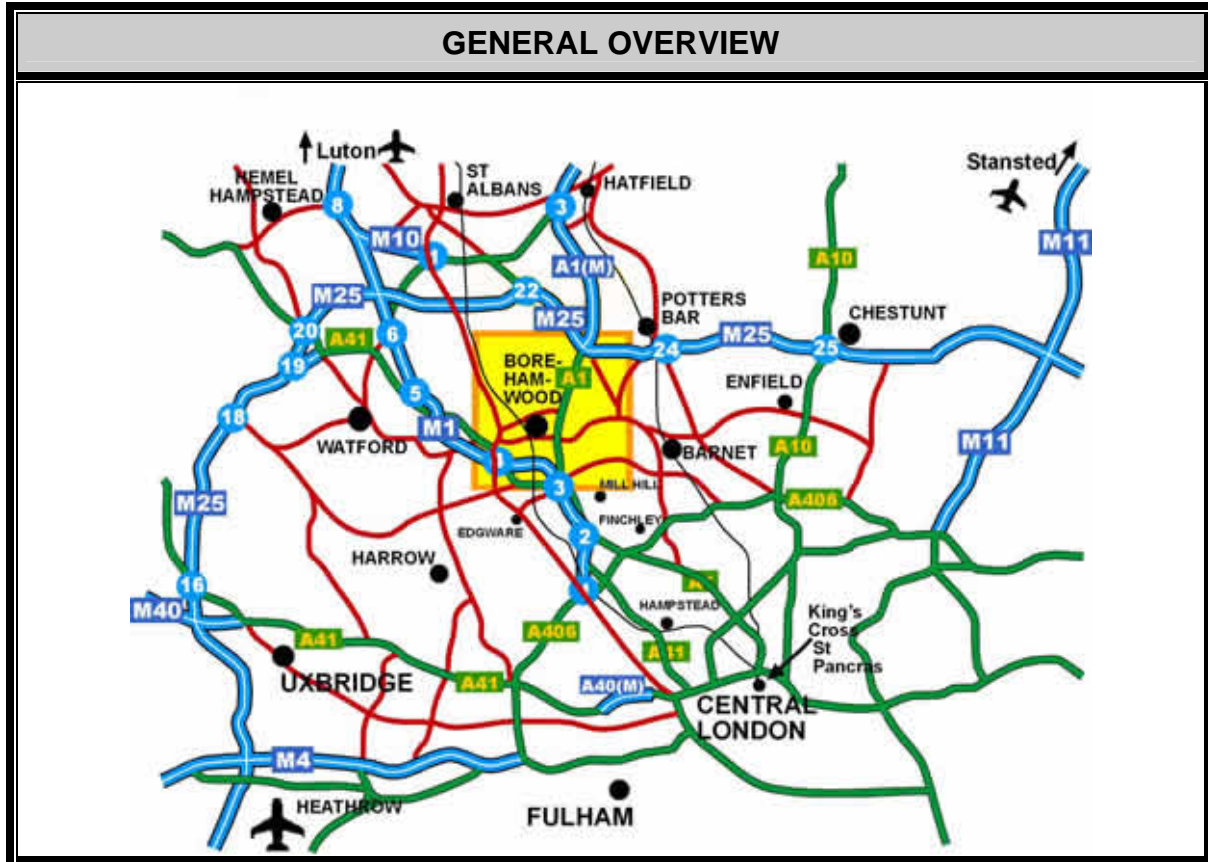 GENERAL OVERVIEW
Luton
ST
ALBANS
HEMEL
HAMPSTEAD
HATFIELD
Stansted
8
3
M10
1
A1(M)
A10
M11
M25
22
M25
POTTERS
BAR
CHESTUNT
20
A41
6
24
M25
25
19
BORE-
HAM-
WOOD
A1
ENFIELD
5
18
M1
WATFORD
BARNET
A10
M11
M25
3
MILL HILL
A406
EDGWARE
FINCHLEY
2
HARROW
16
M40
HAMPSTEAD
King's
Cross
St
Pancras
A41
A406
A41
UXBRIDGE
A41
A40(M)
CENTRAL
LONDON
M4
HEATHROW
FULHAM